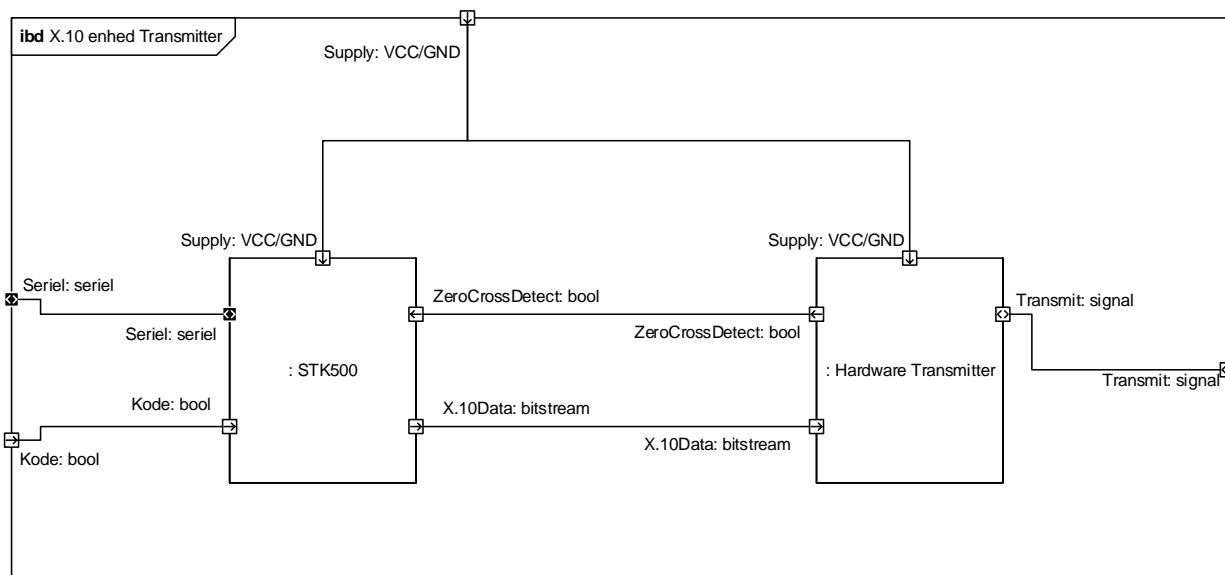 ibd X.10 enhed Transmitter
Supply: VCC/GND
Supply: VCC/GND
Supply: VCC/GND
Seriel: seriel
Seriel: seriel
ZeroCrossDetect: bool
ZeroCrossDetect: bool
Transmit: signal
Transmit: signal
: STK500
: Hardware Transmitter
Kode: bool
Kode: bool
X.10Data: bitstream
X.10Data: bitstream